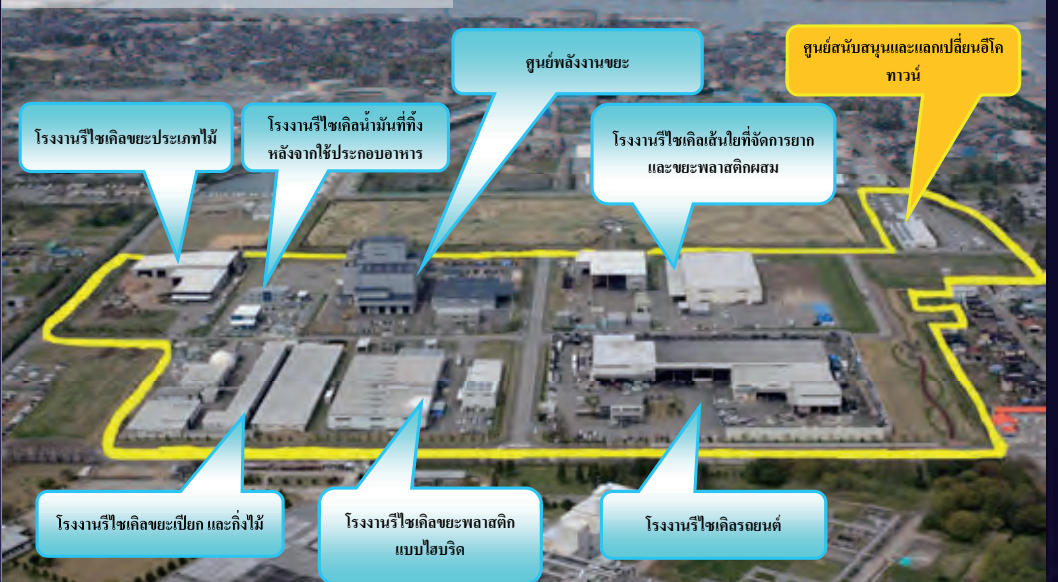 ศูนย์พลังงานขยะ
ศูนย์สนับสนุนและแลกเปลี่ยนอีโค
ทาวน์
โรงงานรีไซเคิลขยะประเภทไม้
โรงงานรีไซเคิลน้ำมันที่ทิ้ง
หลังจากใช้ประกอบอาหาร
โรงงานรีไซเคิลเส้นใยที่จัดการยาก
และขยะพลาสติกผสม
โรงงานรีไซเคิลขยะเปียก และกิ่งไม้
โรงงานรีไซเคิลขยะพลาสติก
แบบไฮบริด
โรงงานรีไซเคิลรถยนต์